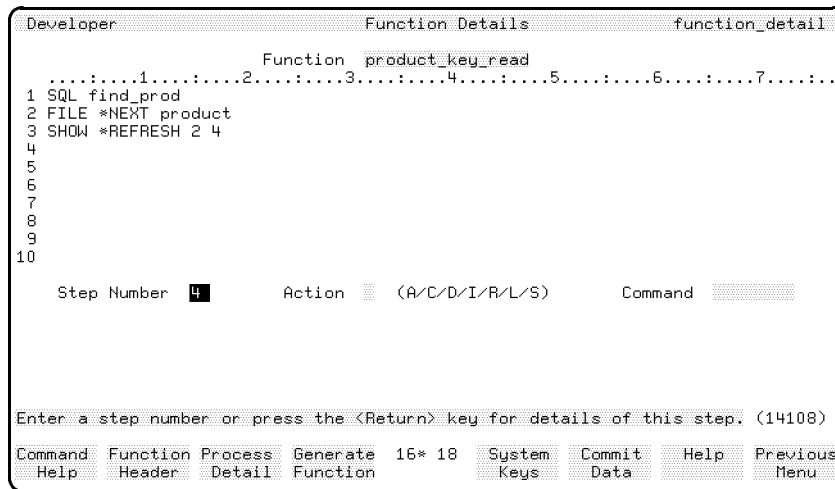 Developer Function Details function_detail
Function product_key_read
....:....1....:....2....:....3....:....4....:....5....:....6....:....7....:..
1 SQL find_prod
2 FILE *NEXT product
3 SHOW *REFRESH 2 4
4
5
6
7
8
9
10
Step Number 4 Action (A/C/D/I/R/L/S) Command
Enter a step number or press the <Return> key for details of this step. (14108)
Command Function Process Generate 16* 18 System Commit Help Previous
Help Header Detail Function Keys Data Menu